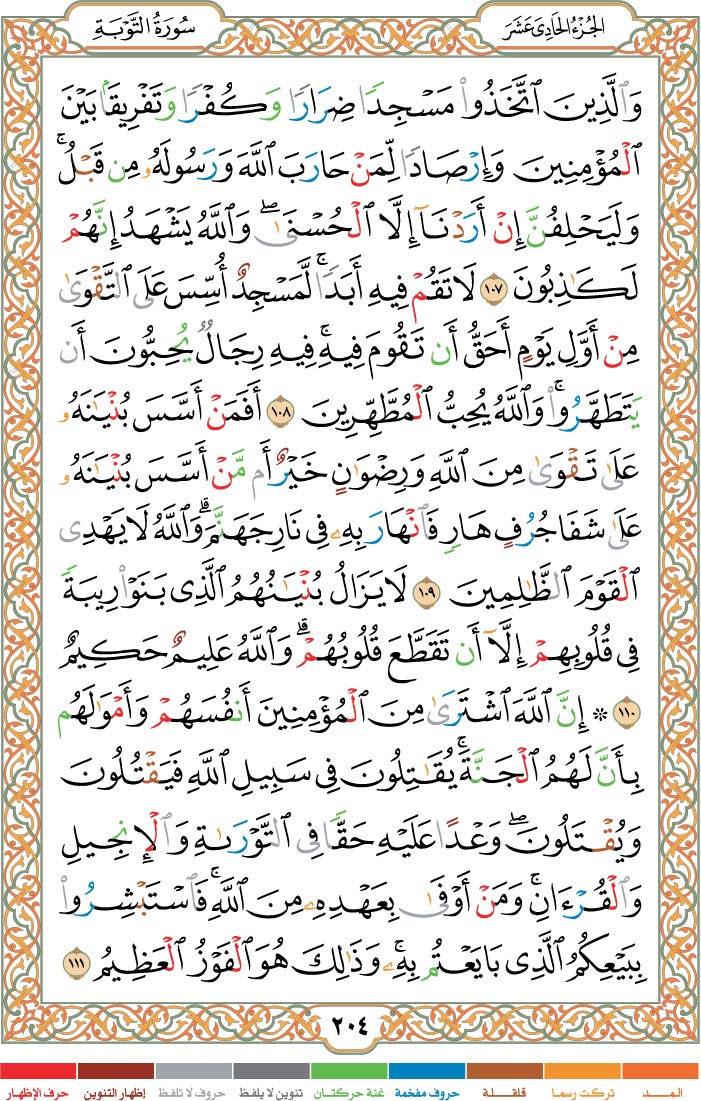 الجُزْءُ الحَادِى عَشَرَ
سُورَةُ التَّوْبَةِ
وَٱلَّذِينَ ٱتَّخَذُوا۟ مَسْجِدًا ضِرَارًا وَكُفْرًا وَتَفْرِيقًۢا بَيْنَ
ٱلْمُؤْمِنِينَ وَإِرْصَادًا لِّمَنْ حَارَبَ ٱللَّهَ وَرَسُولَهُۥ مِن قَبْلُ ۚ
وَلَيَحْلِفُنَّ إِنْ أَرَدْنَآ إِلَّا ٱلْحُسْنَىٰ ۖ وَٱللَّهُ يَشْهَدُ إِنَّهُمْ
لَكَـٰذِبُونَ ١٠٧ لَا تَقُمْ فِيهِ أَبَدًا ۚ لَّمَسْجِدٌ أُسِّسَ عَلَى ٱلتَّقْوَىٰ
مِنْ أَوَّلِ يَوْمٍ أَحَقُّ أَن تَقُومَ فِيهِ ۚ فِيهِ رِجَالٌ يُحِبُّونَ أَن
يَتَطَهَّرُوا۟ ۚ وَٱللَّهُ يُحِبُّ ٱلْمُطَّهِّرِينَ ١٠٨ أَفَمَنْ أَسَّسَ بُنْيَـٰنَهُۥ
عَلَىٰ تَقْوَىٰ مِنَ ٱللَّهِ وَرِضْوَٰنٍ خَيْرٌ أَم مَّنْ أَسَّسَ بُنْيَـٰنَهُۥ
عَلَىٰ شَفَا جُرُفٍ هَارٍ فَٱنْهَارَ بِهِۦ فِى نَارِ جَهَنَّمَ ۗ وَٱللَّهُ لَا يَهْدِى
ٱلْقَوْمَ ٱلظَّـٰلِمِينَ ١٠٩ لَا يَزَالُ بُنْيَـٰنُهُمُ ٱلَّذِى بَنَوْا۟ رِيبَةً
فِى قُلُوبِهِمْ إِلَّآ أَن تَقَطَّعَ قُلُوبُهُمْ ۗ وَٱللَّهُ عَلِيمٌ حَكِيمٌ
١١٠ * إِنَّ ٱللَّهَ ٱشْتَرَىٰ مِنَ ٱلْمُؤْمِنِينَ أَنفُسَهُمْ وَأَمْوَٰلَهُم
بِأَنَّ لَهُمُ ٱلْجَنَّةَ ۚ يُقَـٰتِلُونَ فِى سَبِيلِ ٱللَّهِ فَيَقْتُلُونَ
وَيُقْتَلُونَ ۖ وَعْدًا عَلَيْهِ حَقًّا فِى ٱلتَّوْرَىٰةِ وَٱلْإِنجِيلِ
وَٱلْقُرْءَانِ ۚ وَمَنْ أَوْفَىٰ بِعَهْدِهِۦ مِنَ ٱللَّهِ ۚ فَٱسْتَبْشِرُوا۟
بِبَيْعِكُمُ ٱلَّذِى بَايَعْتُم بِهِۦ ۚ وَذَٰلِكَ هُوَ ٱلْفَوْزُ ٱلْعَظِيمُ ١١١
٢٠٤
المــد تركت رسما قلقلة حروف مفخمة غنة حركتان تنوين لا يلفظ حروف لا تلفظ إظهار التنوين حرف الإظهار